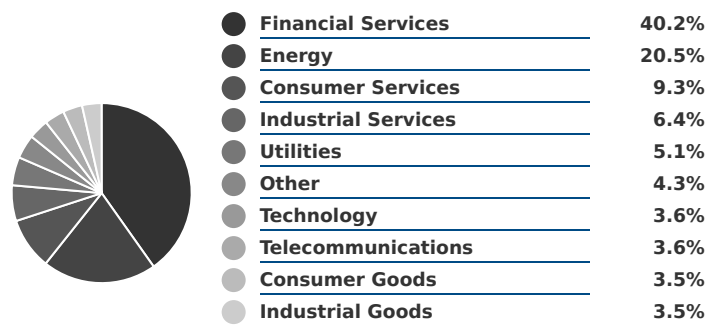 Financial Services 40.2%
Energy 20.5%
Consumer Services 9.3%
Industrial Services 6.4%
Utilities 5.1%
Other 4.3%
Technology 3.6%
Telecommunications 3.6%
Consumer Goods 3.5%
Industrial Goods 3.5%